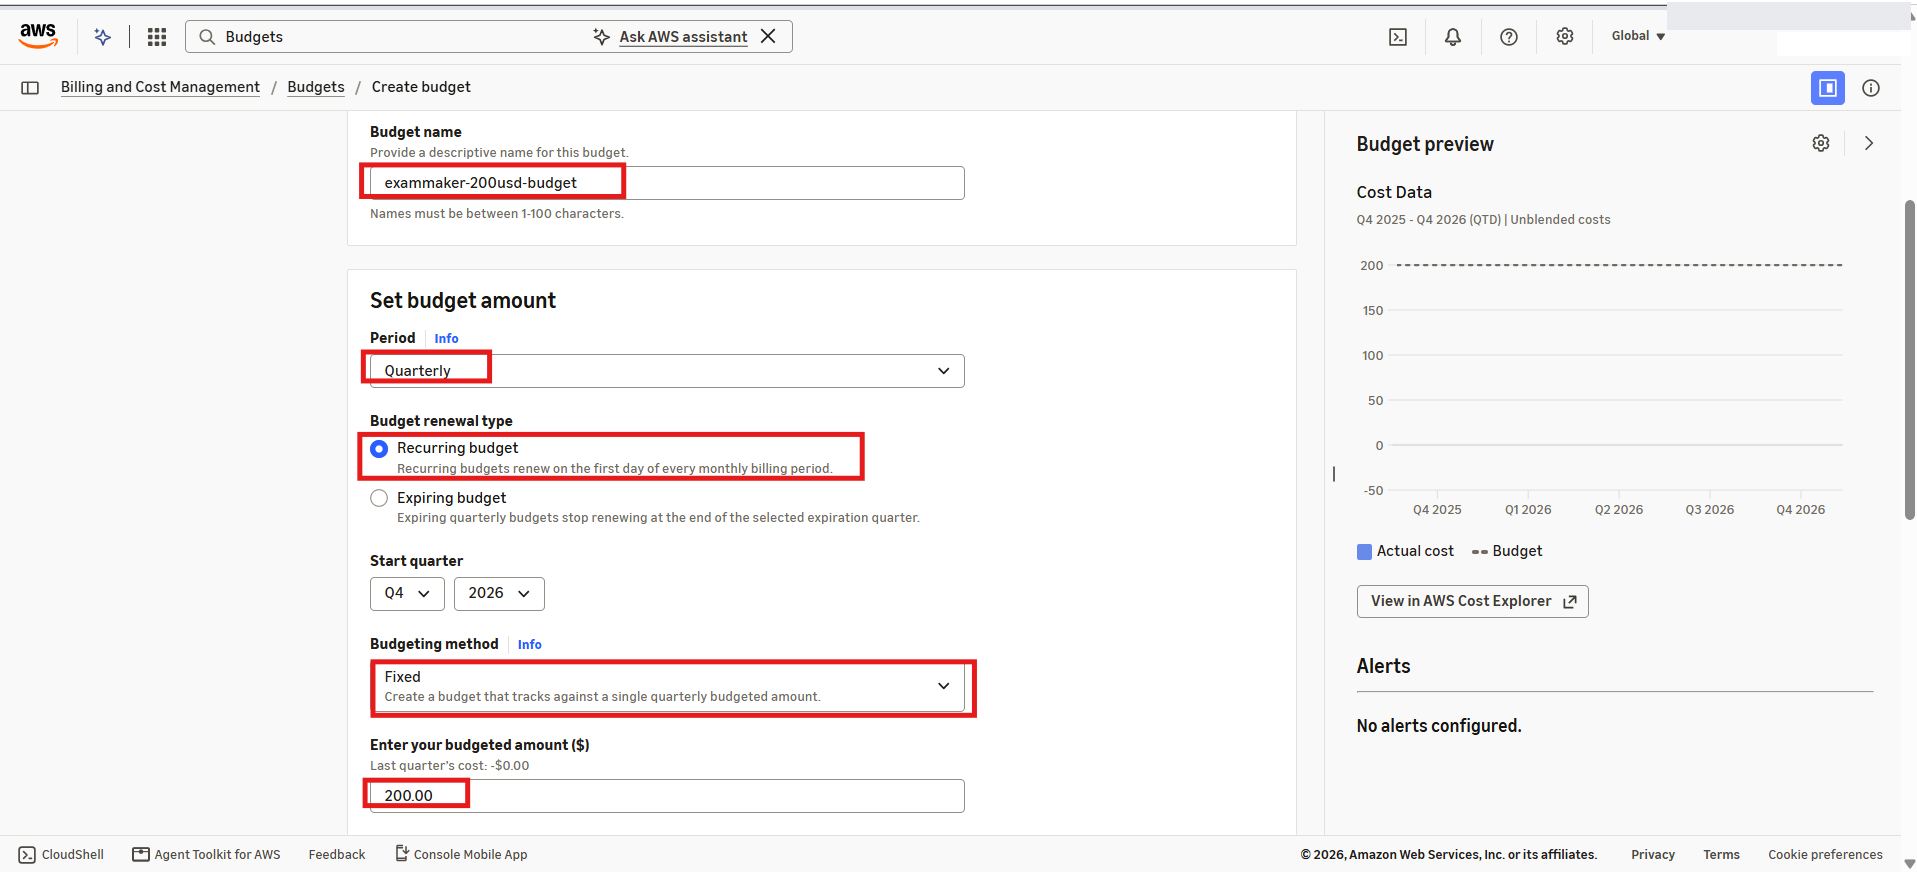 aws
Budgets
Ask AWS assistant
Global
Billing and Cost Management / Budgets / Create budget
Budget name
Provide a descriptive name for this budget.
exammaker-200usd-budget
Names must be between 1-100 characters.
Set budget amount
Period
Info
Quarterly
Budget renewal type
Recurring budget
Recurring budgets renew on the first day of every monthly billing period.
Expiring budget
Expiring quarterly budgets stop renewing at the end of the selected expiration quarter.
Start quarter
Q4
2026
Budgeting method
Info
Fixed
Create a budget that tracks against a single quarterly budgeted amount.
Enter your budgeted amount ($)
Last quarter's cost: -$0.00
200.00
Budget preview
Cost Data
Q4 2025 - Q4 2026 (QTD) | Unblended costs
200
150
100
50
0
-50
Q4 2025 Q1 2026 Q2 2026 Q3 2026 Q4 2026
Actual cost
Budget
View in AWS Cost Explorer
Alerts
No alerts configured.
CloudShell
Agent Toolkit for AWS
Feedback
Console Mobile App
© 2026, Amazon Web Services, Inc. or its affiliates.
Privacy
Terms
Cookie preferences